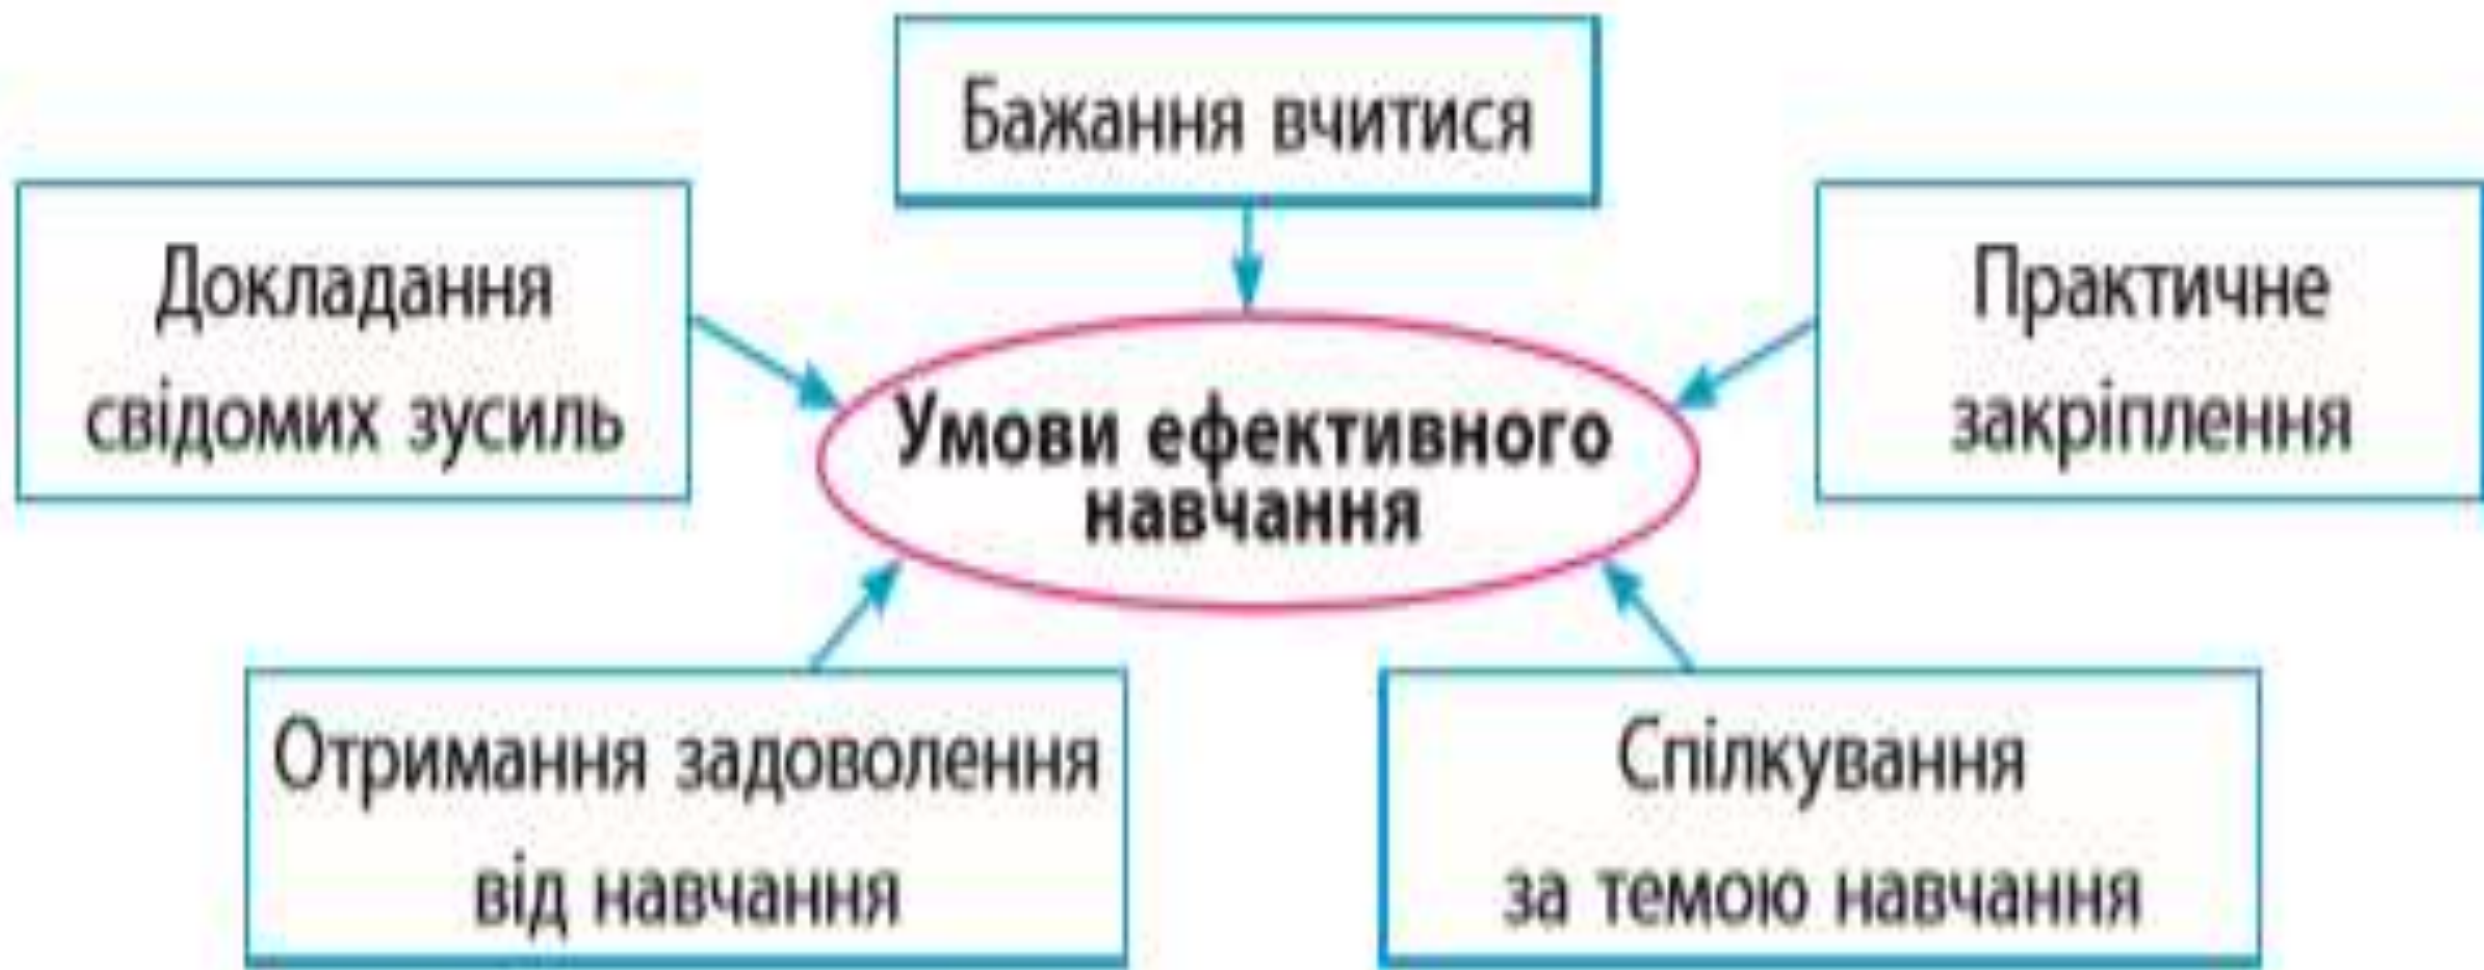 Бажання вчитися
Докладання
свідомих зусиль
Практичне
закріплення
Умови ефективного
навчання
Отримання задоволення
від навчання
Спілкування
за темою навчання